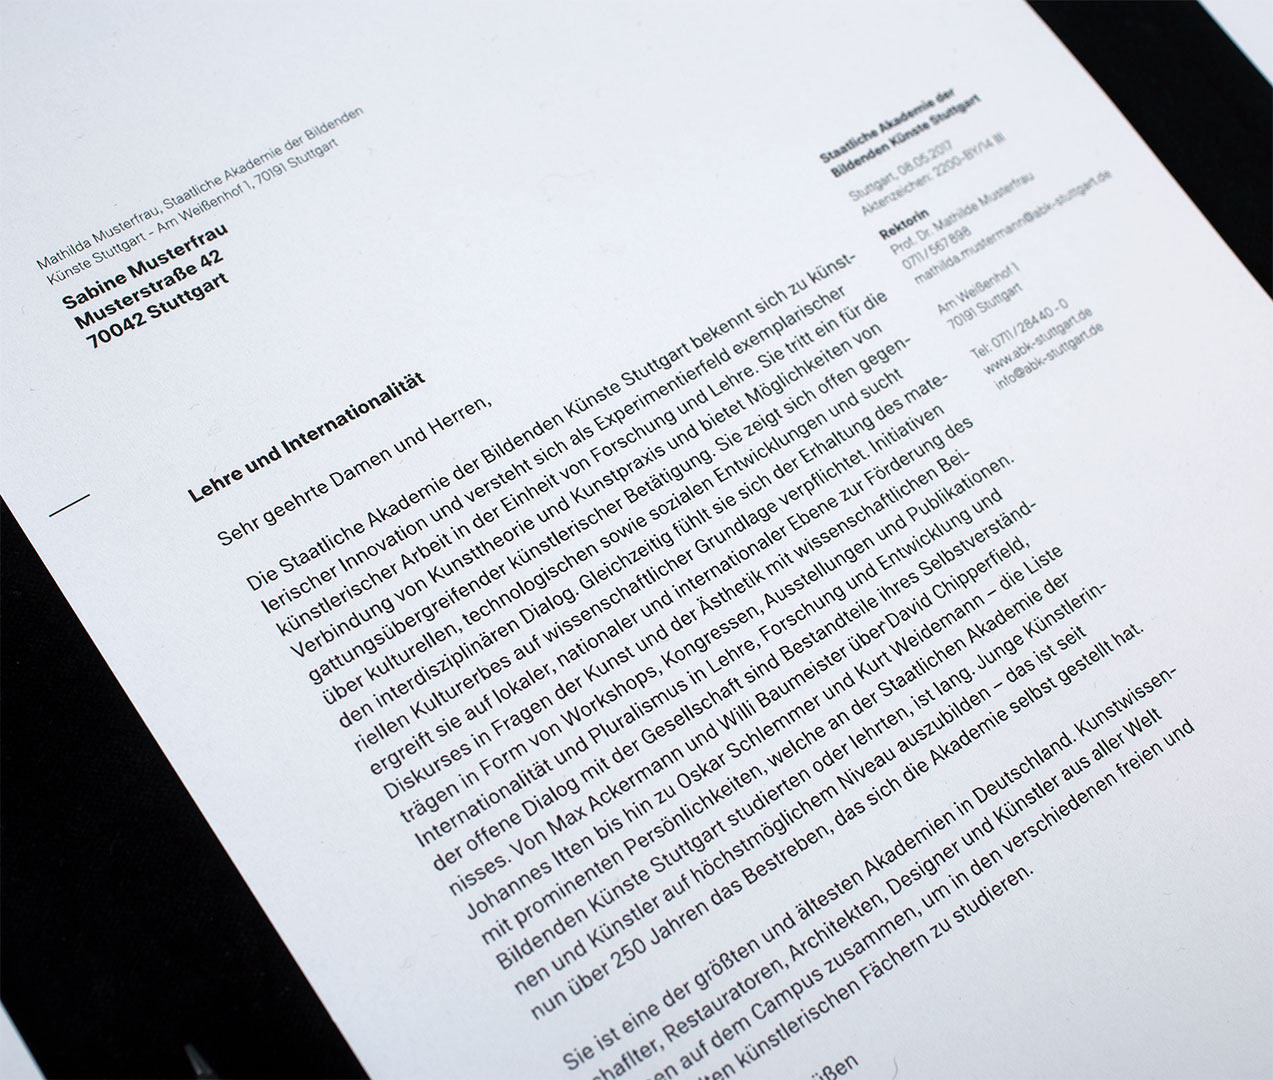 Mathilda Musterfrau, Staatliche Akademie der Bildenden
Künste Stuttgart – Am Weißenhof 1, 70191 Stuttgart
Sabine Musterfrau
Musterstraße 42
70042 Stuttgart
Staatliche Akademie der
Bildenden Künste Stuttgart
Stuttgart, 08.05.2017
Aktenzeichen: 2200-BY/14 III
Rektorin
Prof. Dr. Mathilde Musterfrau
0711/567898
mathilda.mustermann@abk-stuttgart.de
Am Weißenhof 1
70191 Stuttgart
Tel: 0711/28440-0
www.abk-stuttgart.de
info@abk-stuttgart.de
Lehre und Internationalität
Sehr geehrte Damen und Herren,
Die Staatliche Akademie der Bildenden Künste Stuttgart bekennt sich zu künst-
lerischer Innovation und versteht sich als Experimentierfeld exemplarischer
künstlerischer Arbeit in der Einheit von Forschung und Lehre. Sie tritt ein für die
Verbindung von Kunsttheorie und Kunstpraxis und bietet Möglichkeiten von
gattungsübergreifender künstlerischer Betätigung. Sie zeigt sich offen gegen-
über kulturellen, technologischen sowie sozialen Entwicklungen und sucht
den interdisziplinären Dialog. Gleichzeitig fühlt sie sich der Erhaltung des mate-
riellen Kulturerbes auf wissenschaftlicher Grundlage verpflichtet. Initiativen
ergreift sie auf lokaler, nationaler und internationaler Ebene zur Förderung des
Diskurses in Fragen der Kunst und der Ästhetik mit wissenschaftlichen Bei-
trägen in Form von Workshops, Kongressen, Ausstellungen und Publikationen.
Internationalität und Pluralismus in Lehre, Forschung und Entwicklung und
der offene Dialog mit der Gesellschaft sind Bestandteile ihres Selbstverständ-
nisses. Von Max Ackermann und Willi Baumeister über David Chipperfield,
Johannes Itten bis hin zu Oskar Schlemmer und Kurt Weidemann – die Liste
mit prominenten Persönlichkeiten, welche an der Staatlichen Akademie der
Bildenden Künste Stuttgart studierten oder lehrten, ist lang. Junge Künstlerin-
nen und Künstler auf höchstmöglichem Niveau auszubilden – das ist seit
nun über 250 Jahren das Bestreben, das sich die Akademie selbst gestellt hat.
Sie ist eine der größten und ältesten Akademien in Deutschland. Kunstwissen-
schaftler, Restauratoren, Architekten, Designer und Künstler aus aller Welt
en auf dem Campus zusammen, um in den verschiedenen freien und
ten künstlerischen Fächern zu studieren.
üßen